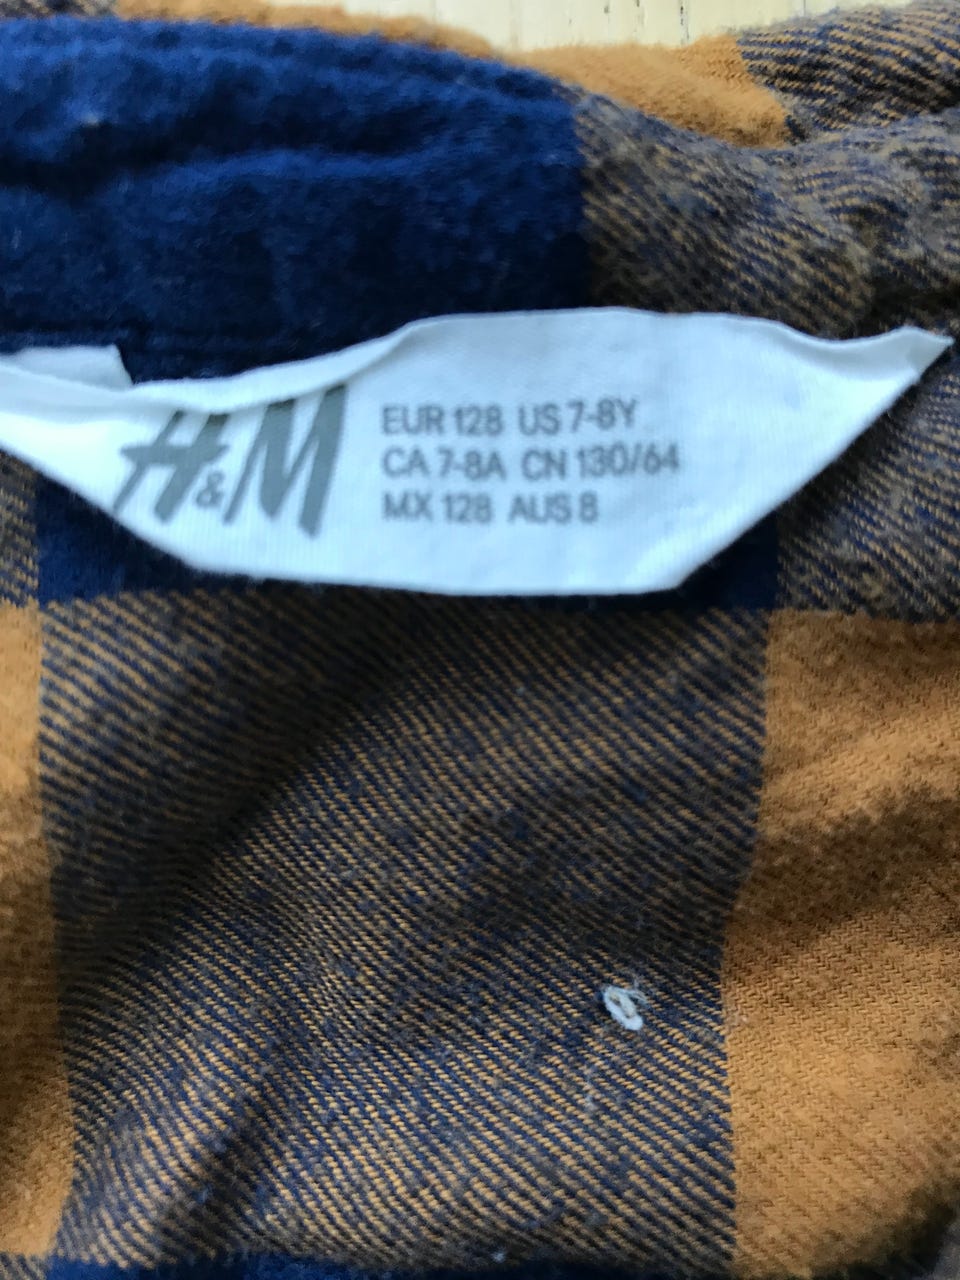 H&M
EUR 128 US 7-8Y
CA 7-8A CN 130/64
MX 128 AUS 8